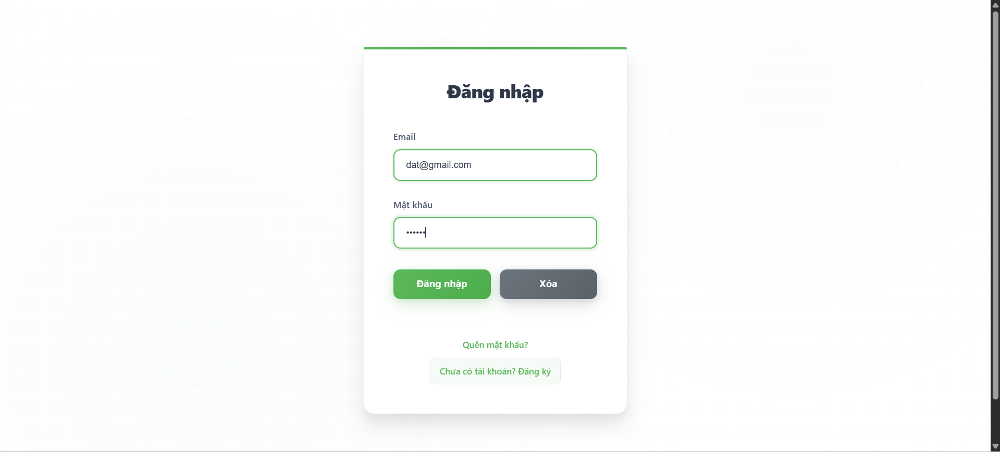 Đăng nhập
Email
dat@gmail.com
Mật khẩu
••••••
Đăng nhập
Xóa
Quên mật khẩu?
Chưa có tài khoản? Đăng ký